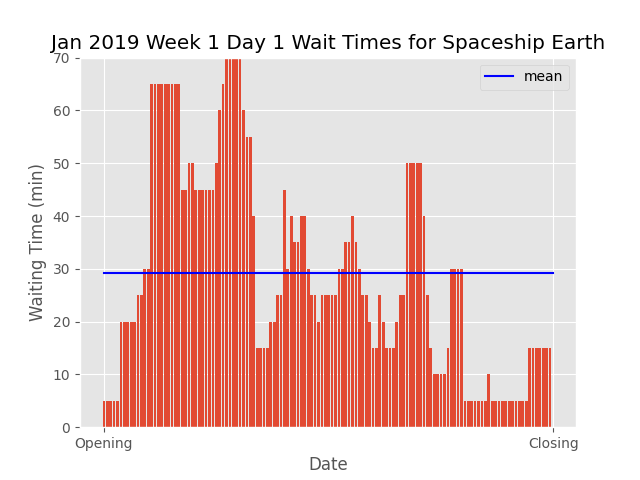 Jan 2019 Week 1 Day 1 Wait Times for Spaceship Earth
mean
70
60
50
40
30
20
10
0
Waiting Time (min)
Opening
Closing
Date